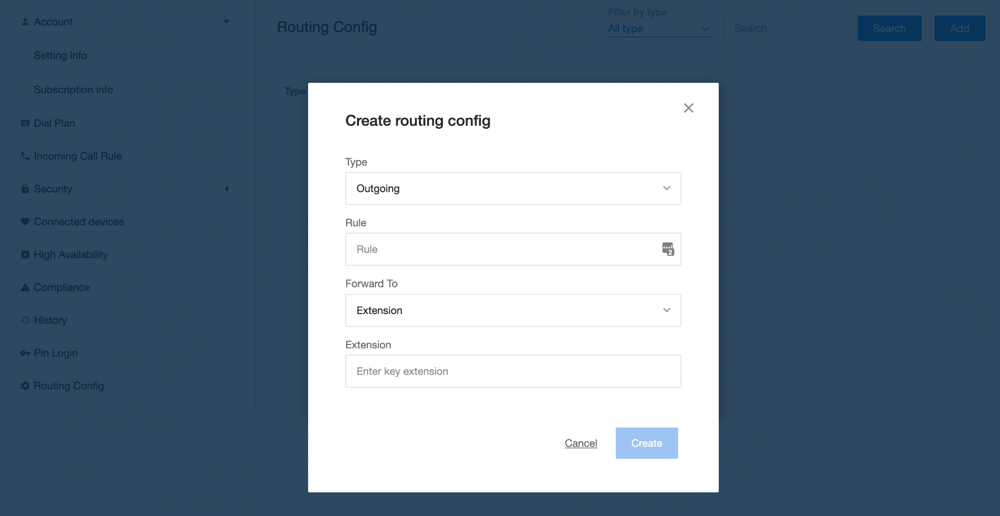 Account
Setting info
Subscription info
Dial Plan
Incoming Call Rule
Security
Connected devices
High Availability
Compliance
History
Pin Login
Routing Config
Routing Config
Filter by type
All type
Search
Search
Add
Type
Create routing config
Type
Outgoing
Rule
Rule
2
Forward To
Extension
Extension
Enter key extension
Cancel
Create